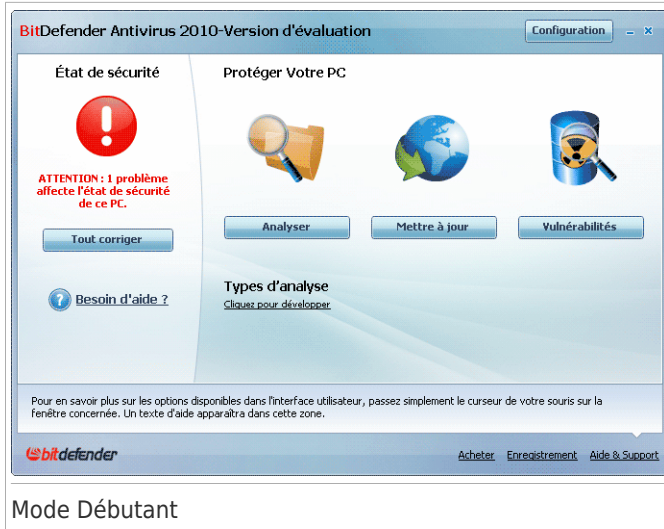 BitDefender Antivirus 2010-Version d'évaluation
Configuration
État de sécurité
ATTENTION : 1 problème
affecte l'état de sécurité
de ce PC.
Tout corriger
Besoin d'aide ?
Protéger Votre PC
Analyser
Mettre à jour
Vulnérabilités
Types d'analyse
Cliquez pour développer
Pour en savoir plus sur les options disponibles dans l'interface utilisateur, passez simplement le curseur de votre souris sur la
fenêtre concernée. Un texte d'aide apparaîtra dans cette zone.
bitdefender
Acheter Enregistrement Aide & Support
Mode Débutant